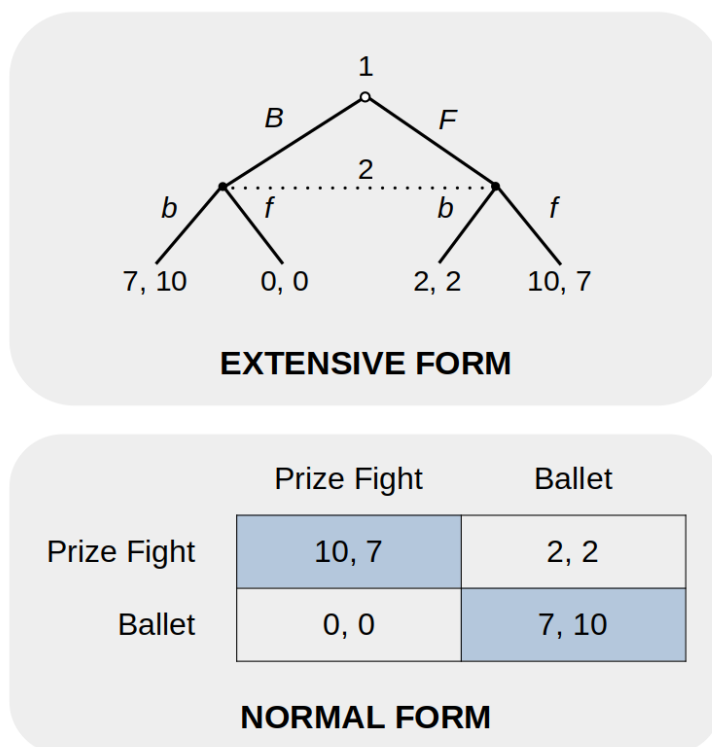 1
B F
2
b f b f
7, 10 0, 0 2, 2 10, 7
EXTENSIVE FORM
Prize Fight Ballet
Prize Fight 10, 7 2, 2
Ballet 0, 0 7, 10
NORMAL FORM